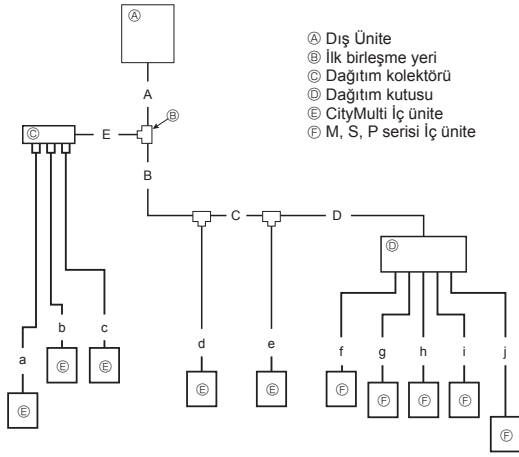 Ⓐ
Ⓐ Dış Ünite
Ⓑ İlk birleşme yeri
Ⓒ Dağıtım kolektörü
Ⓓ Dağıtım kutusu
Ⓔ CityMulti İç ünite
Ⓕ M, S, P serisi İç ünite
A
Ⓑ
Ⓒ
E
B
C
D
Ⓓ
a
b
c
d
e
f
g
h
i
j
Ⓔ
Ⓔ
Ⓔ
Ⓔ
Ⓔ
Ⓕ
Ⓕ
Ⓕ
Ⓕ
Ⓕ